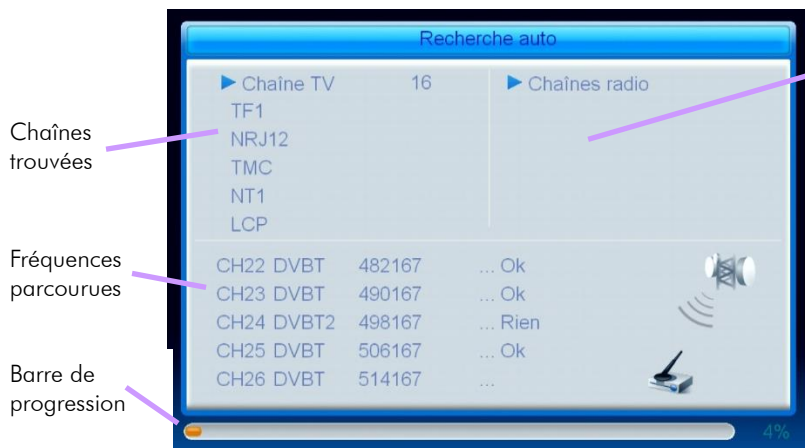 Recherche auto
Chaîne TV 16 Chaînes radio
TF1
NRJ12
TMC
NT1
LCP
Chaînes
trouvées
CH22 DVBT 482167 ... Ok
CH23 DVBT 490167 ... Ok
CH24 DVBT2 498167 ... Rien
CH25 DVBT 506167 ... Ok
CH26 DVBT 514167 ...
Fréquences
parcourues
Barre de
progression
4%